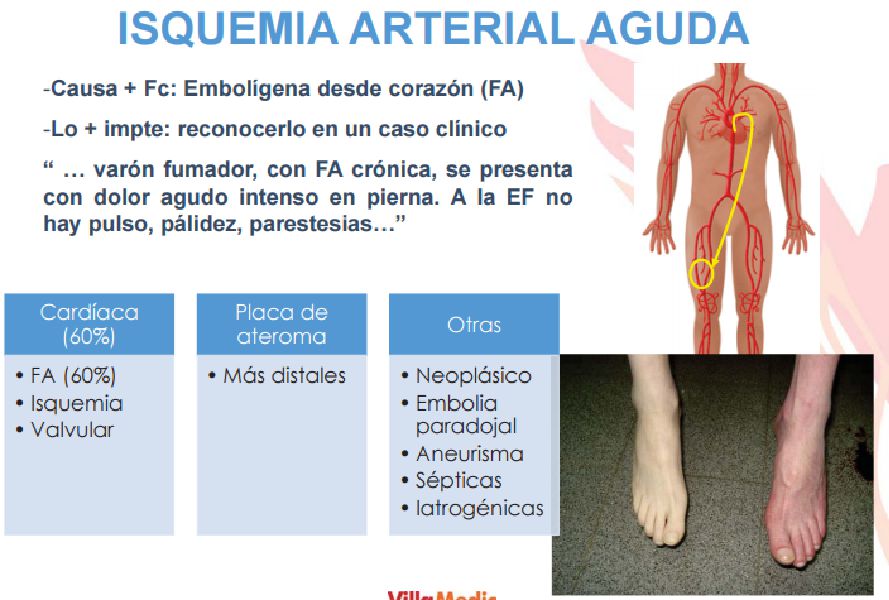 ISQUEMIA ARTERIAL AGUDA
-Causa + Fc: Embolígena desde corazón (FA)
-Lo + impte: reconocerlo en un caso clínico
“ … varón fumador, con FA crónica, se presenta
con dolor agudo intenso en pierna. A la EF no
hay pulso, pálidez, parestesias…”
Cardíaca
(60%)
• FA (60%)
• Isquemia
• Valvular
Placa de
ateroma
• Más distales
Otras
• Neoplásico
• Embolia
paradojal
• Aneurisma
• Sépticas
• Iatrogénicas
VillaMedic